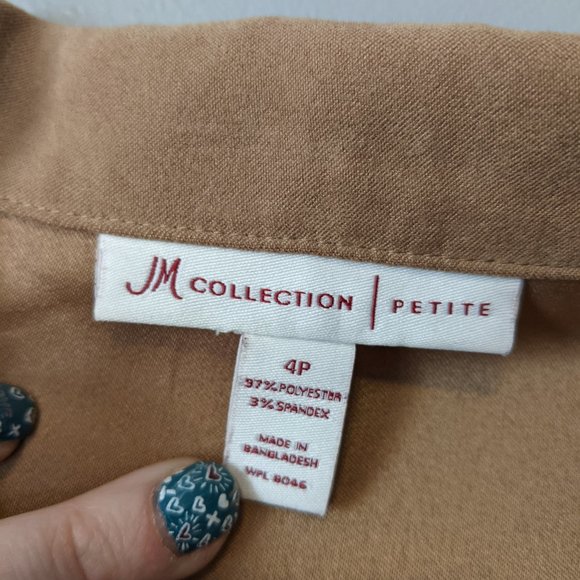 JM COLLECTION | PETITE
4P
97% POLYESTER
3% SPANDEX
MADE IN
BANGLADESH
WPL 8046